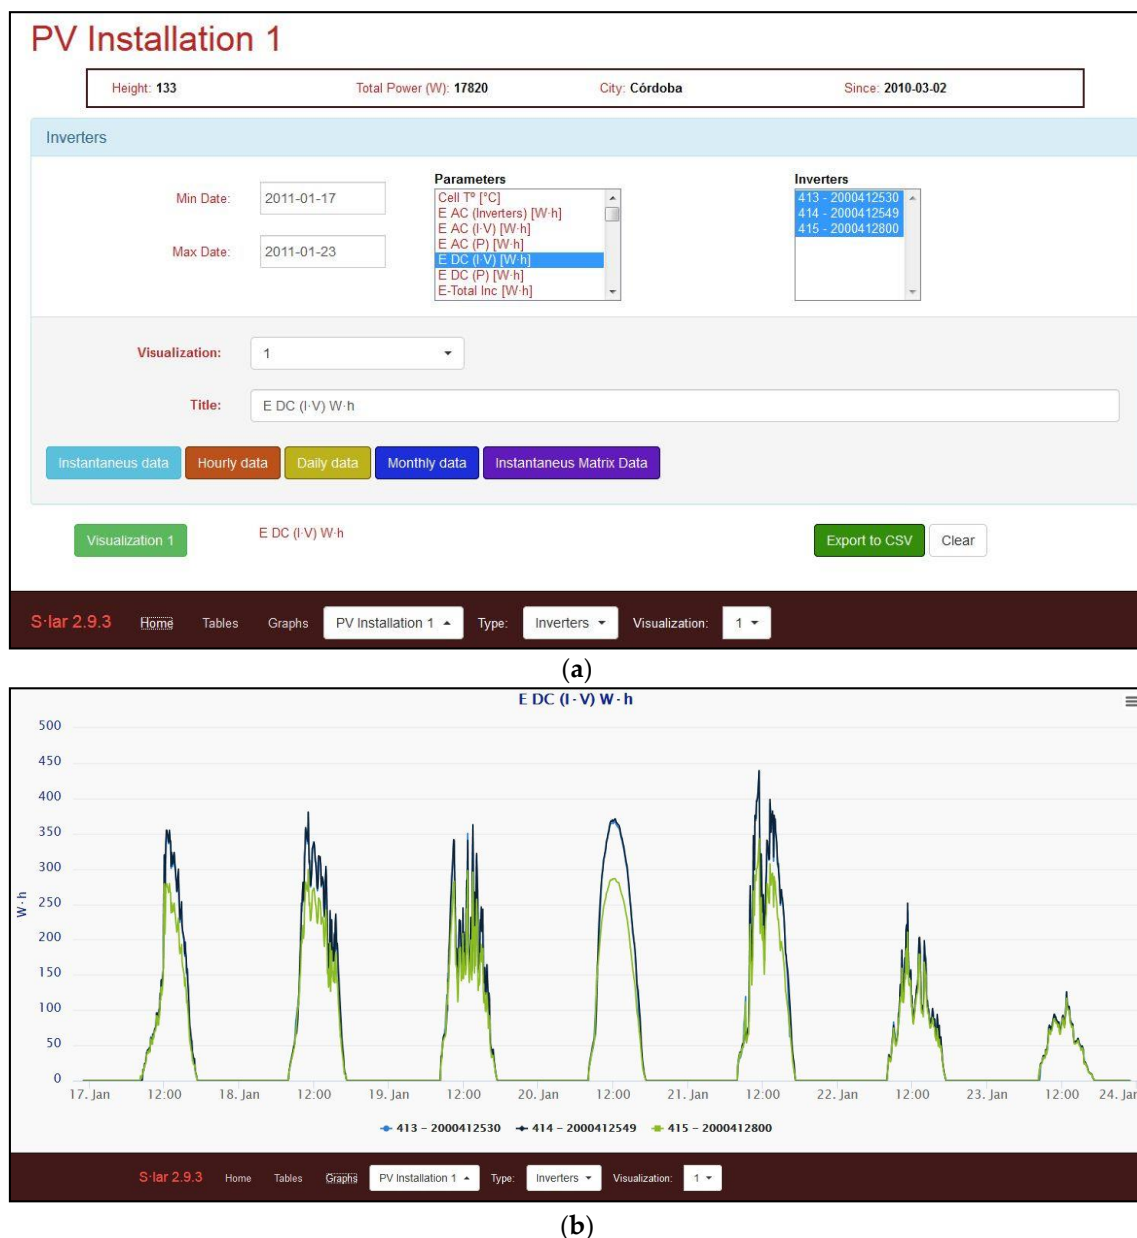 PV Installation 1
Height: 133 Total Power (W): 17820 City: Córdoba Since: 2010-03-02
Inverters
Parameters Inverters
Min Date: 2011-01-17
Max Date: 2011-01-23
Cell Tº [°C]
E AC (Inverters) [W·h]
E AC (I·V) [W·h]
E AC (P) [W·h]
E DC (I·V) [W·h]
E DC (P) [W·h]
E-Total Inc [W·h]
413 - 2000412530
414 - 2000412549
415 - 2000412800
Visualization: 1
Title: E DC (I·V) W·h
Instantaneus data Hourly data Daily data Monthly data Instantaneus Matrix Data
Visualization 1 E DC (I·V) W·h Export to CSV Clear
S·lar 2.9.3 Home Tables Graphs PV Installation 1 Type: Inverters Visualization: 1
(a)
E DC (I · V) W · h
500
450
400
350
300
250
200
150
100
50
0
W · h
17. Jan 12:00 18. Jan 12:00 19. Jan 12:00 20. Jan 12:00 21. Jan 12:00 22. Jan 12:00 23. Jan 12:00 24. Jan
413 - 2000412530 414 - 2000412549 415 - 2000412800
S·lar 2.9.3 Home Tables Graphs PV Installation 1 Type: Inverters Visualization: 1
(b)